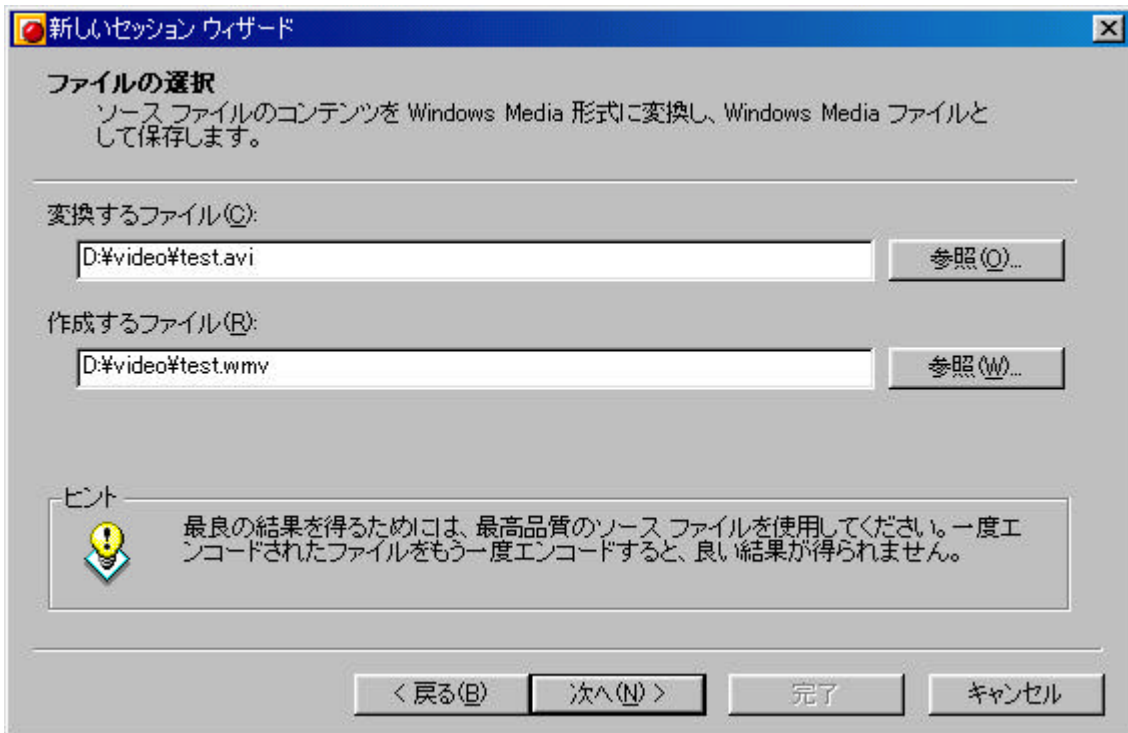 新しいセッション ウィザード
ファイルの選択
ソース ファイルのコンテンツを Windows Media 形式に変換し、Windows Media ファイルと
して保存します。
変換するファイル(C):
D:¥video¥test.avi
参照(O)...
作成するファイル(R):
D:¥video¥test.wmv
参照(W)...
ヒント
最良の結果を得るためには、最高品質のソース ファイルを使用してください。一度エ
ンコードされたファイルをもう一度エンコードすると、良い結果が得られません。
< 戻る(B)
次へ(N) >
完了
キャンセル